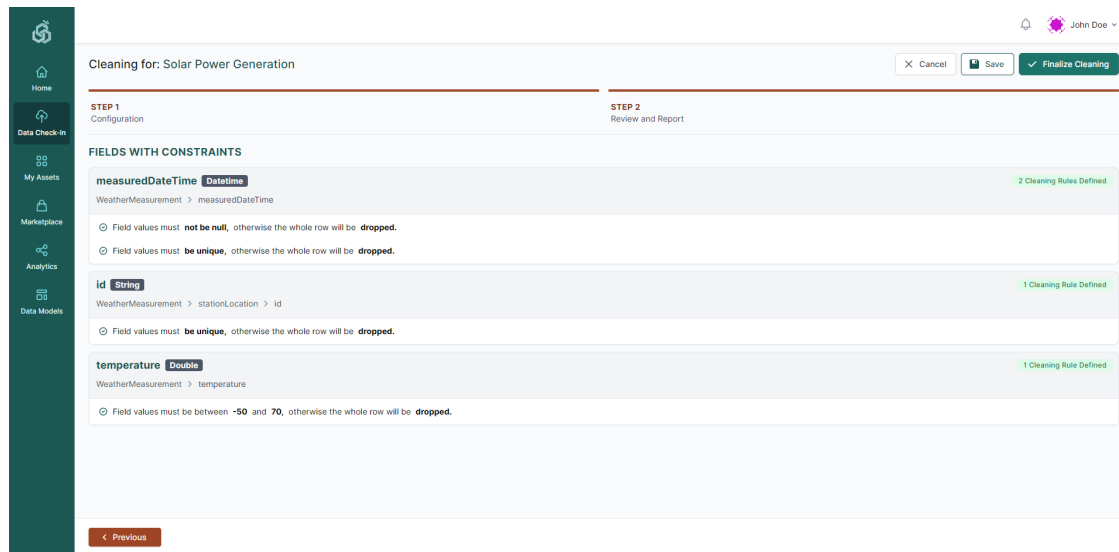 John Doe
Home
Data Check-in
My Assets
Marketplace
Analytics
Data Models
Cleaning for: Solar Power Generation
Cancel
Save
Finalize Cleaning
STEP 1
Configuration
STEP 2
Review and Report
FIELDS WITH CONSTRAINTS
measuredDateTime Datetime
2 Cleaning Rules Defined
WeatherMeasurement > measuredDateTime
Field values must not be null, otherwise the whole row will be dropped.
Field values must be unique, otherwise the whole row will be dropped.
id String
1 Cleaning Rule Defined
WeatherMeasurement > stationLocation > id
Field values must be unique, otherwise the whole row will be dropped.
temperature Double
1 Cleaning Rule Defined
WeatherMeasurement > temperature
Field values must be between -50 and 70, otherwise the whole row will be dropped.
Previous